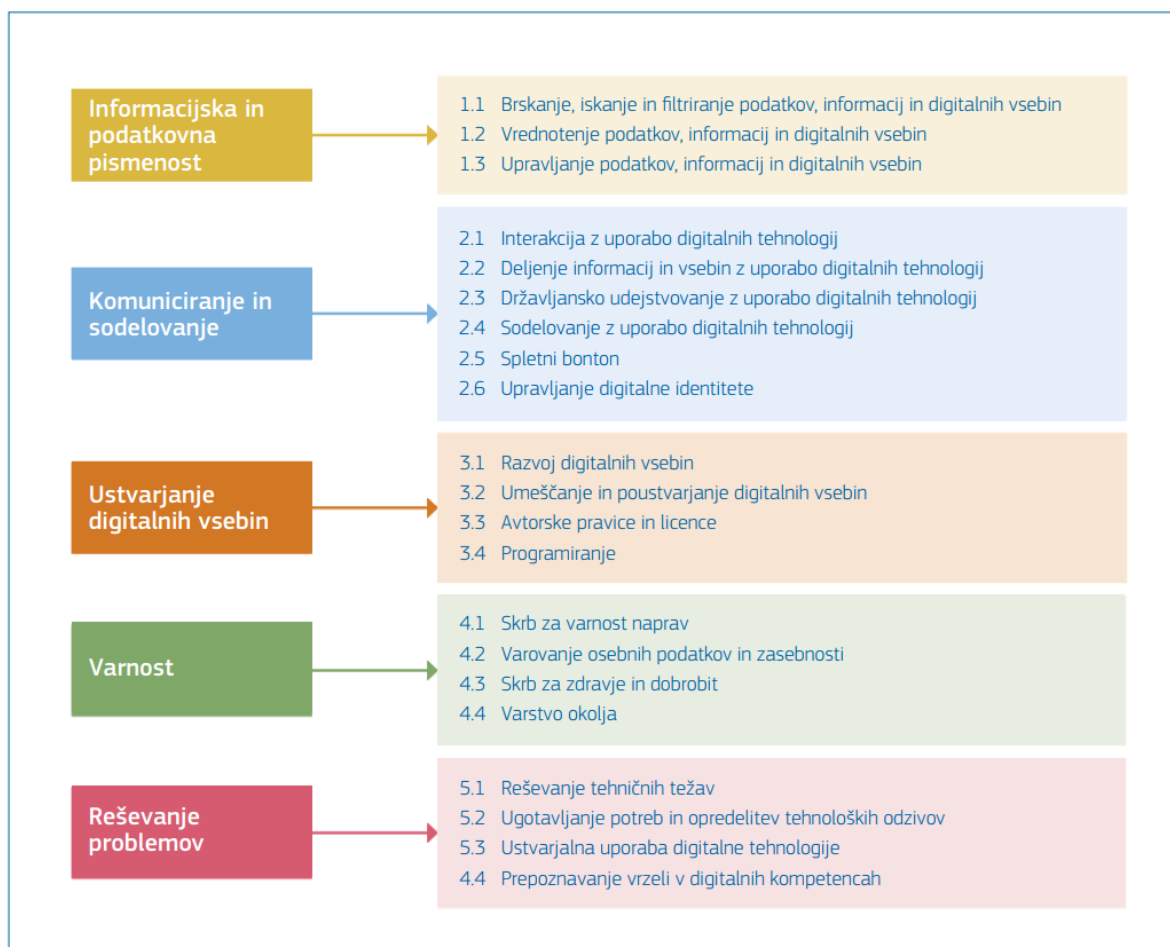 Informacijska in
podatkovna
pismenost
1.1 Brskanje, iskanje in filtriranje podatkov, informacij in digitalnih vsebin
1.2 Vrednotenje podatkov, informacij in digitalnih vsebin
1.3 Upravljanje podatkov, informacij in digitalnih vsebin
Komuniciranje in
sodelovanje
2.1 Interakcija z uporabo digitalnih tehnologij
2.2 Deljenje informacij in vsebin z uporabo digitalnih tehnologij
2.3 Državljansko udejstvovanje z uporabo digitalnih tehnologij
2.4 Sodelovanje z uporabo digitalnih tehnologij
2.5 Spletni bonton
2.6 Upravljanje digitalne identitete
Ustvarjanje
digitalnih vsebin
3.1 Razvoj digitalnih vsebin
3.2 Umeščanje in poustvarjanje digitalnih vsebin
3.3 Avtorske pravice in licence
3.4 Programiranje
Varnost
4.1 Skrb za varnost naprav
4.2 Varovanje osebnih podatkov in zasebnosti
4.3 Skrb za zdravje in dobrobit
4.4 Varstvo okolja
Reševanje
problemov
5.1 Reševanje tehničnih težav
5.2 Ugotavljanje potreb in opredelitev tehnoloških odzivov
5.3 Ustvarjalna uporaba digitalne tehnologije
4.4 Prepoznavanje vrzeli v digitalnih kompetencah